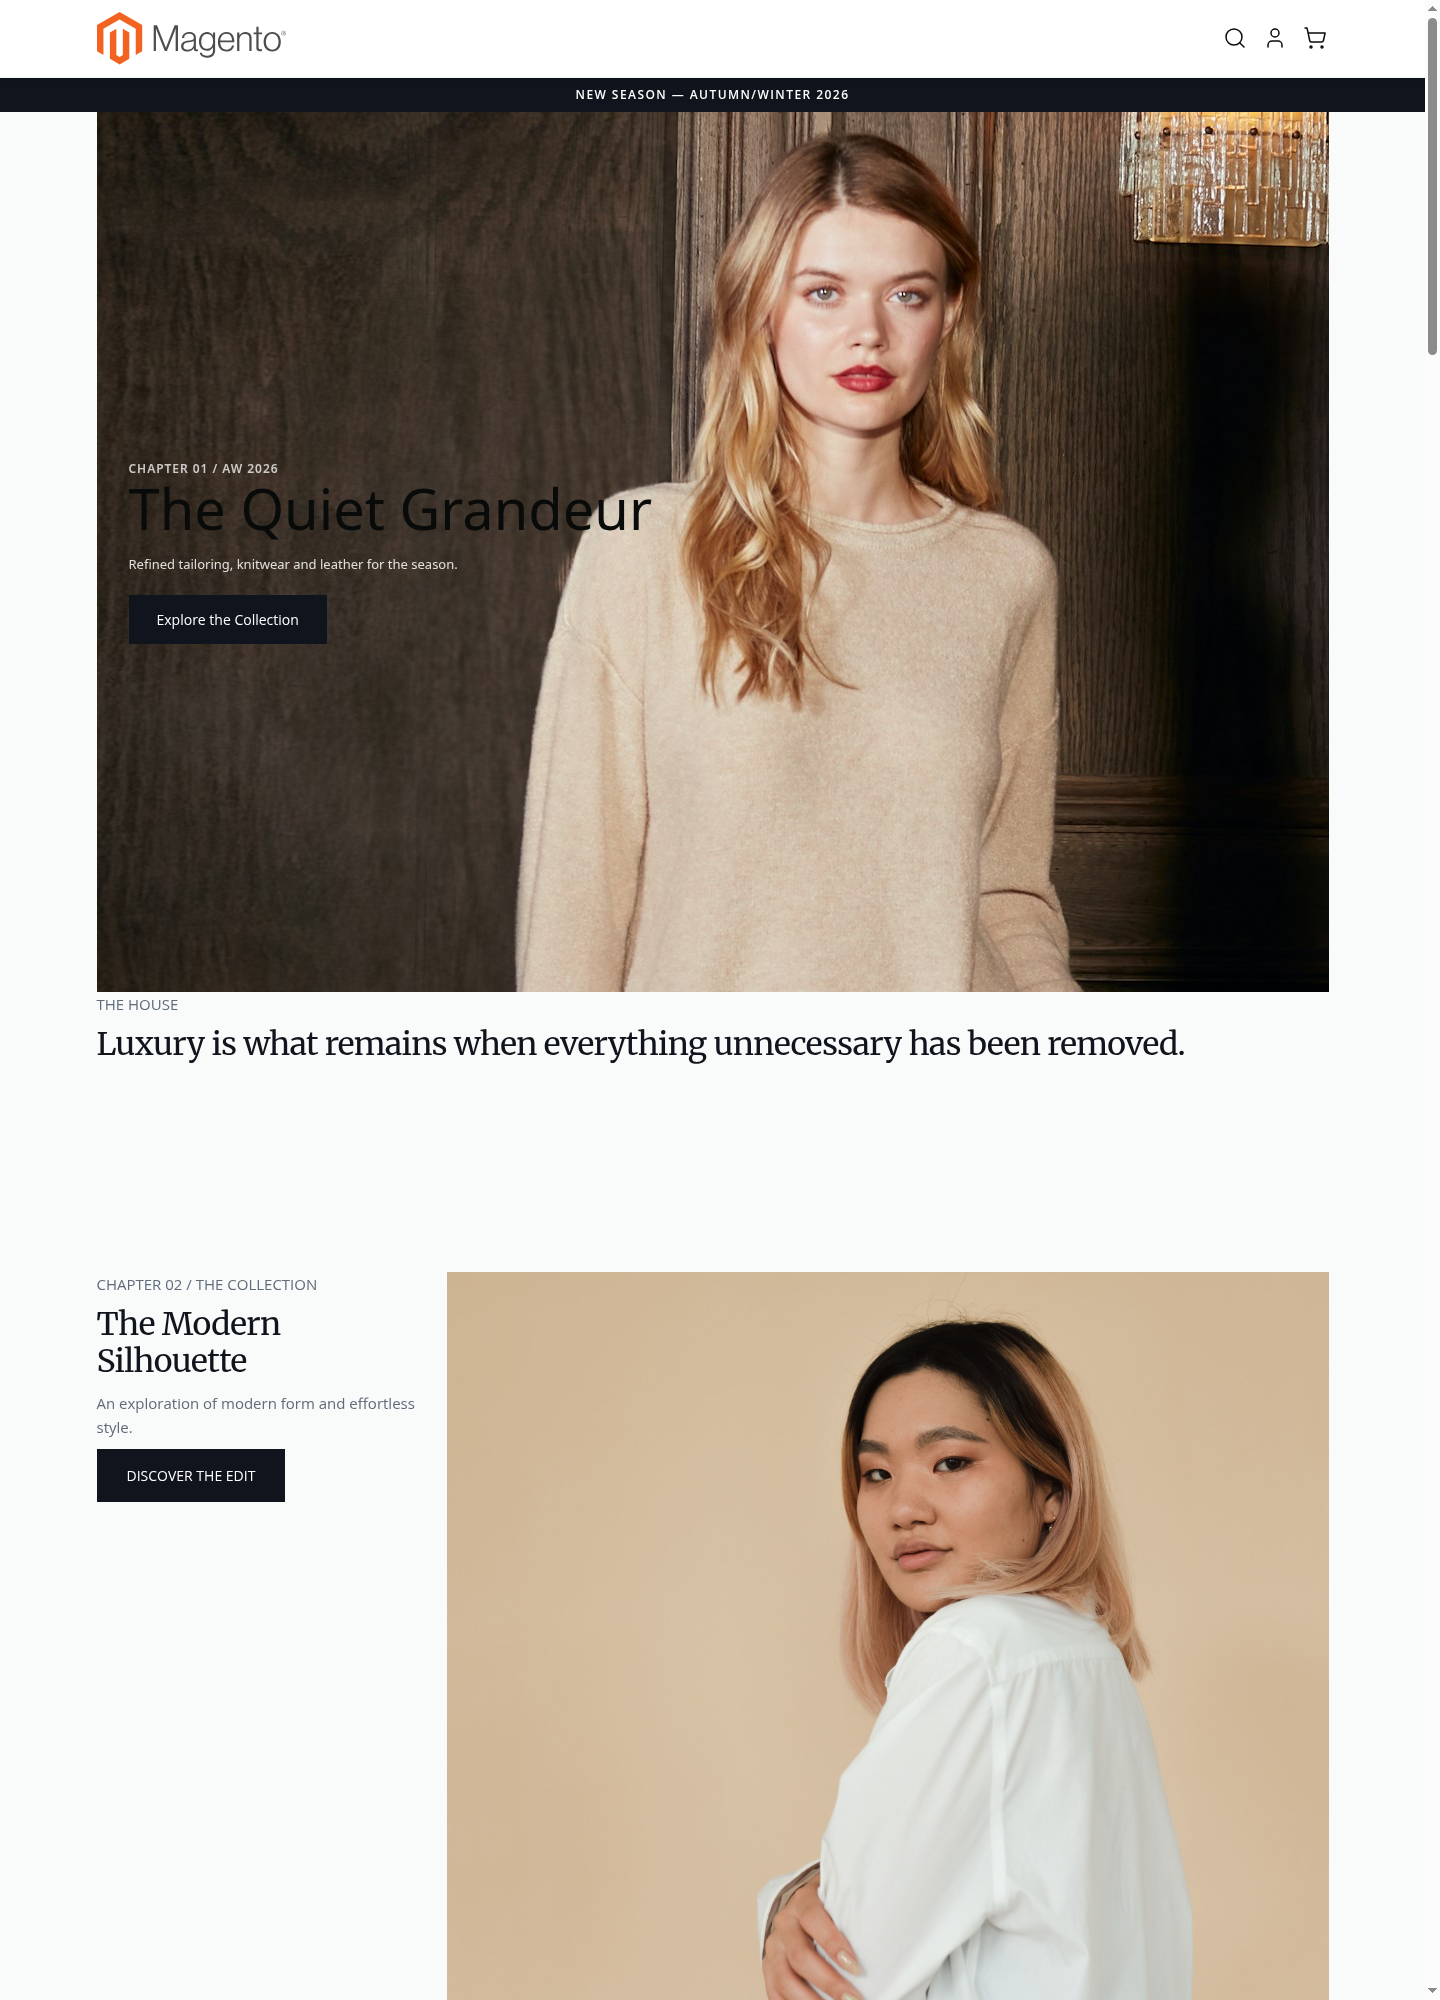 Magento®
NEW SEASON — AUTUMN/WINTER 2026
CHAPTER 01 / AW 2026
The Quiet Grandeur
Refined tailoring, knitwear and leather for the season.
Explore the Collection
THE HOUSE
Luxury is what remains when everything unnecessary has been removed.
CHAPTER 02 / THE COLLECTION
The Modern
Silhouette
An exploration of modern form and effortless
style.
DISCOVER THE EDIT